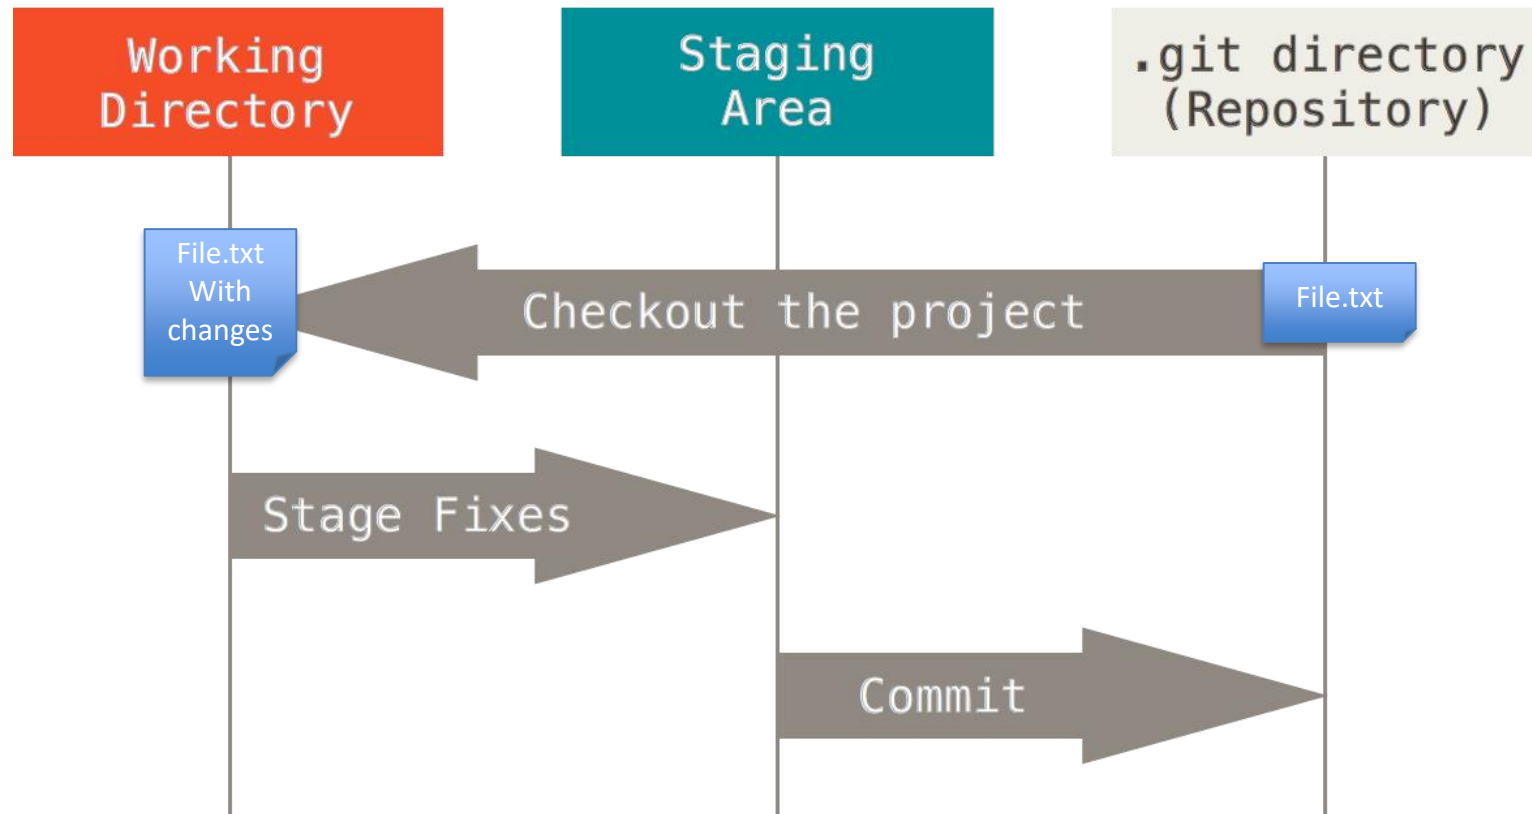 Working
Directory
Staging
Area
.git directory
(Repository)
File.txt
With
changes
Checkout the project
File.txt
Stage Fixes
Commit